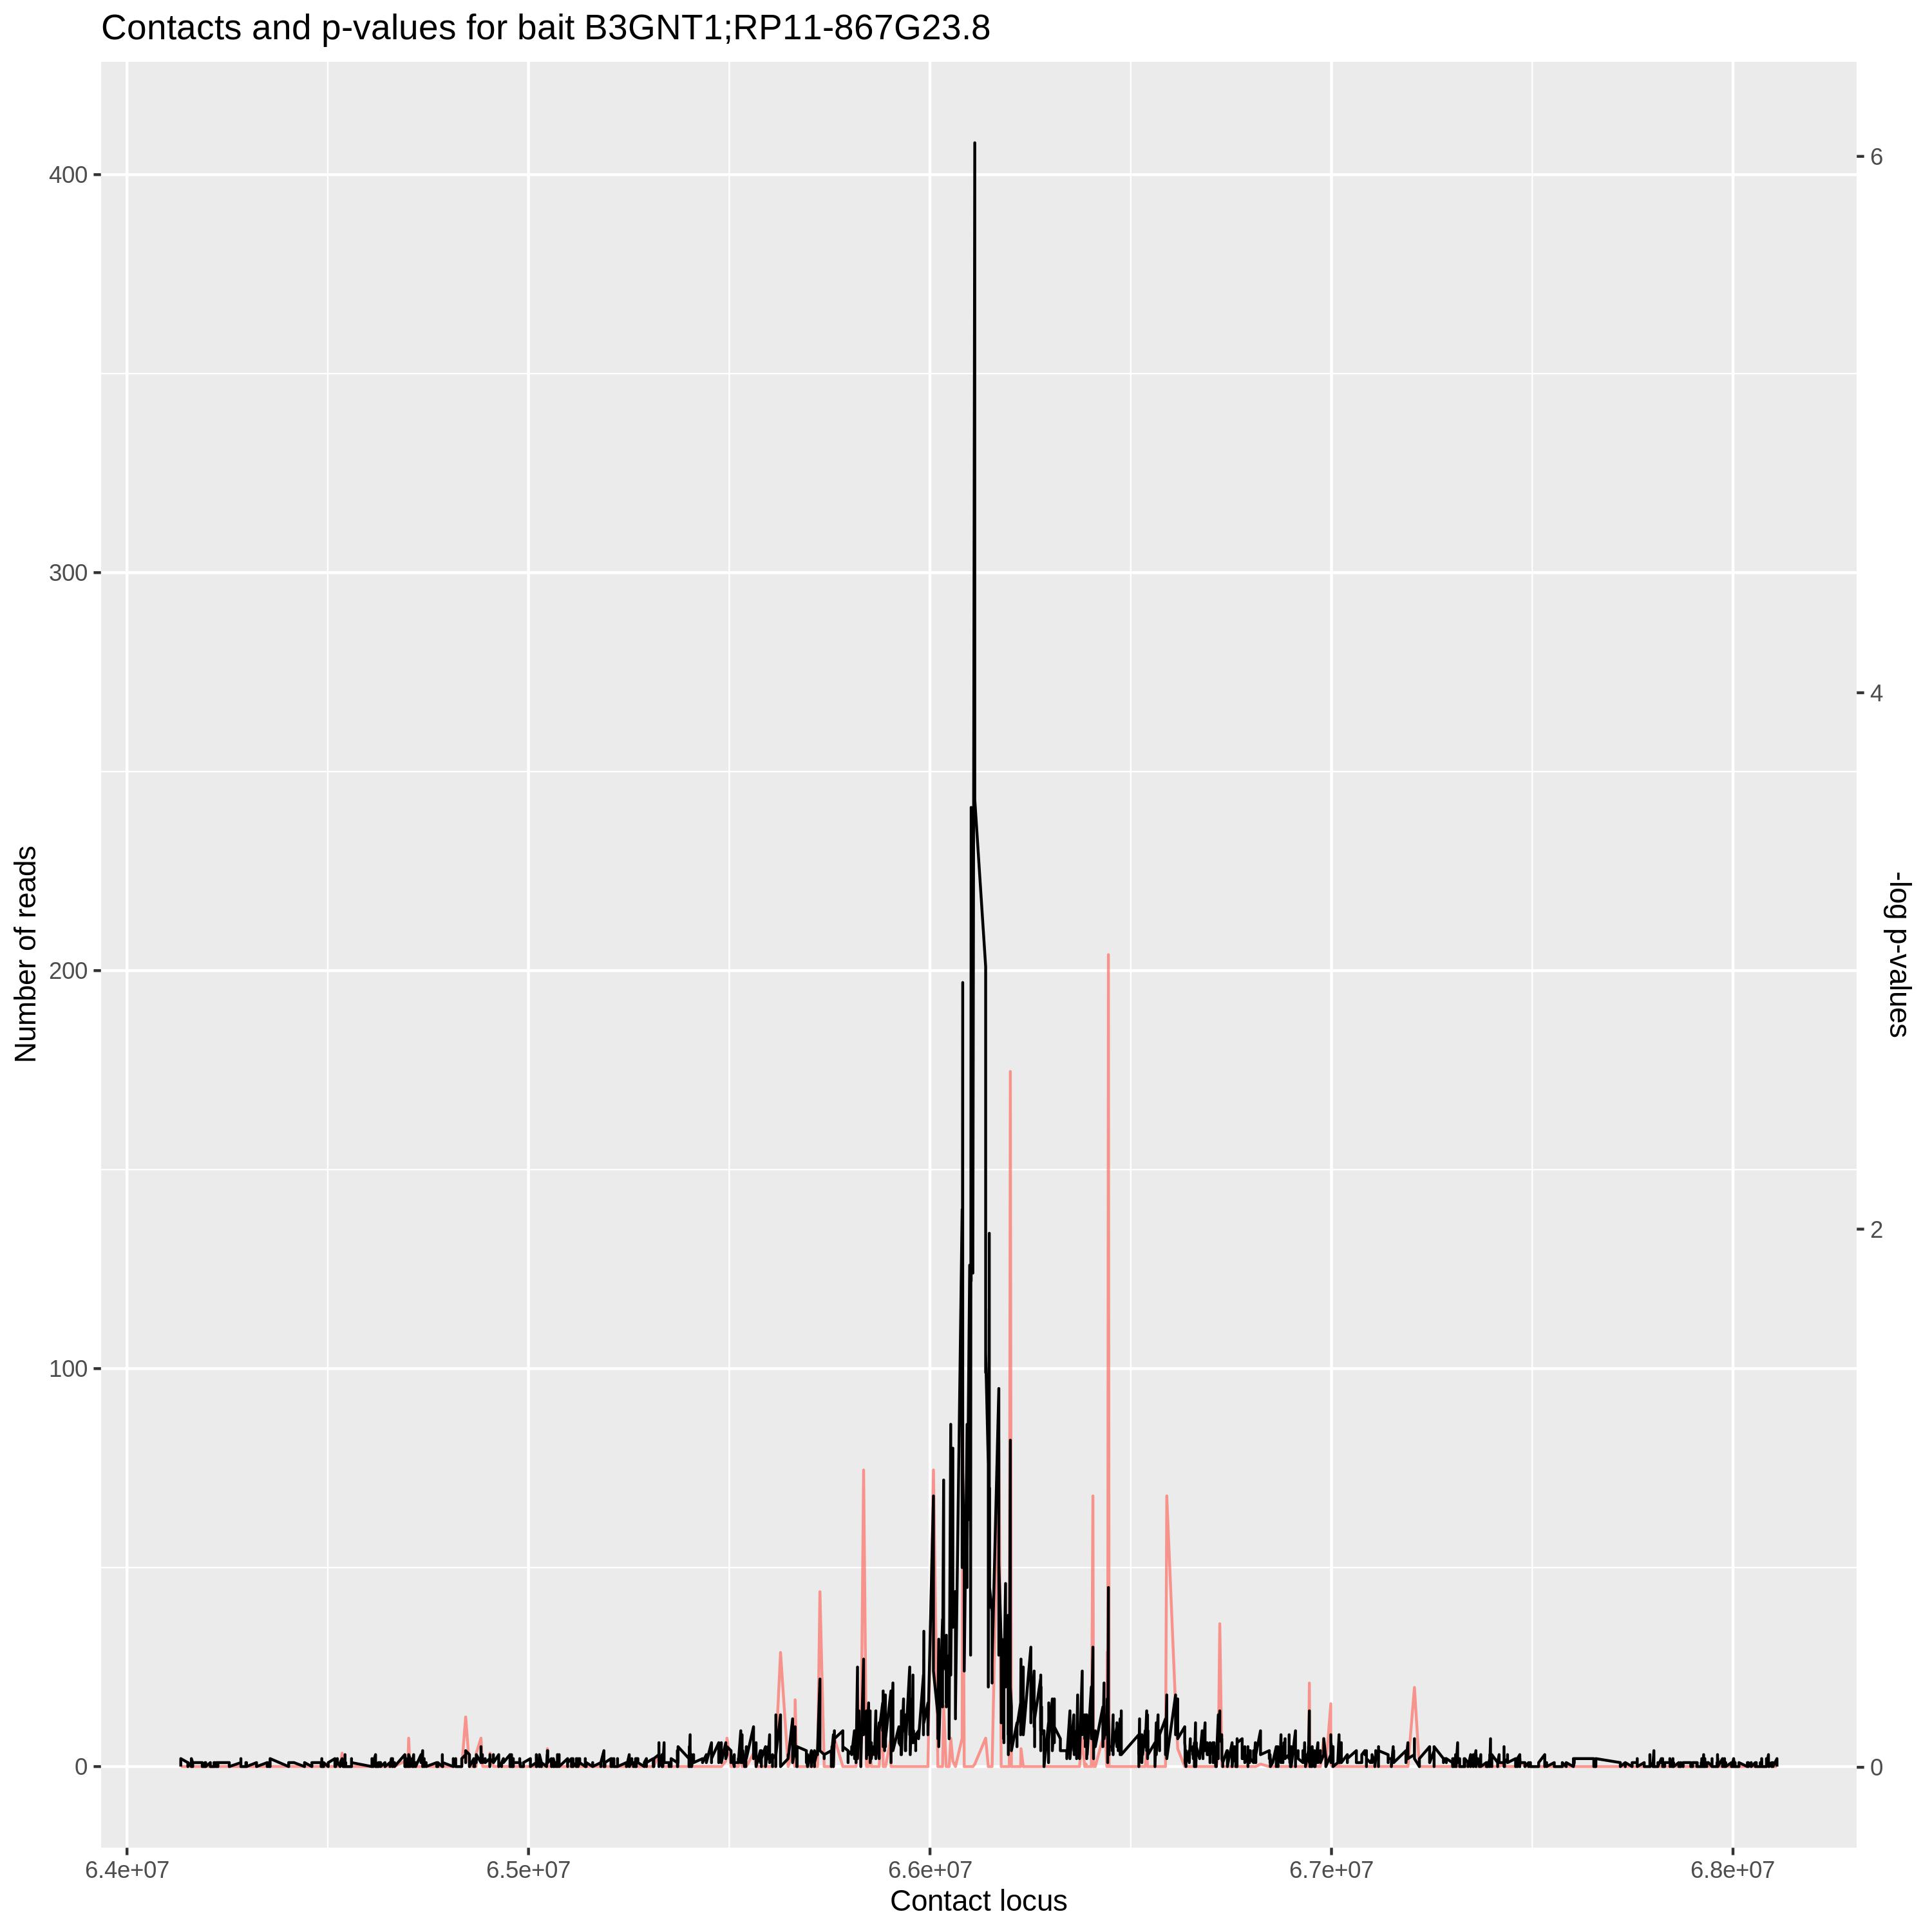 Contacts and p-values for bait B3GNT1;RP11-867G23.8
400
300
200
100
0
Number of reads
6
4
2
0
-log p-values
6.4e+07
6.5e+07
6.6e+07
6.7e+07
6.8e+07
Contact locus